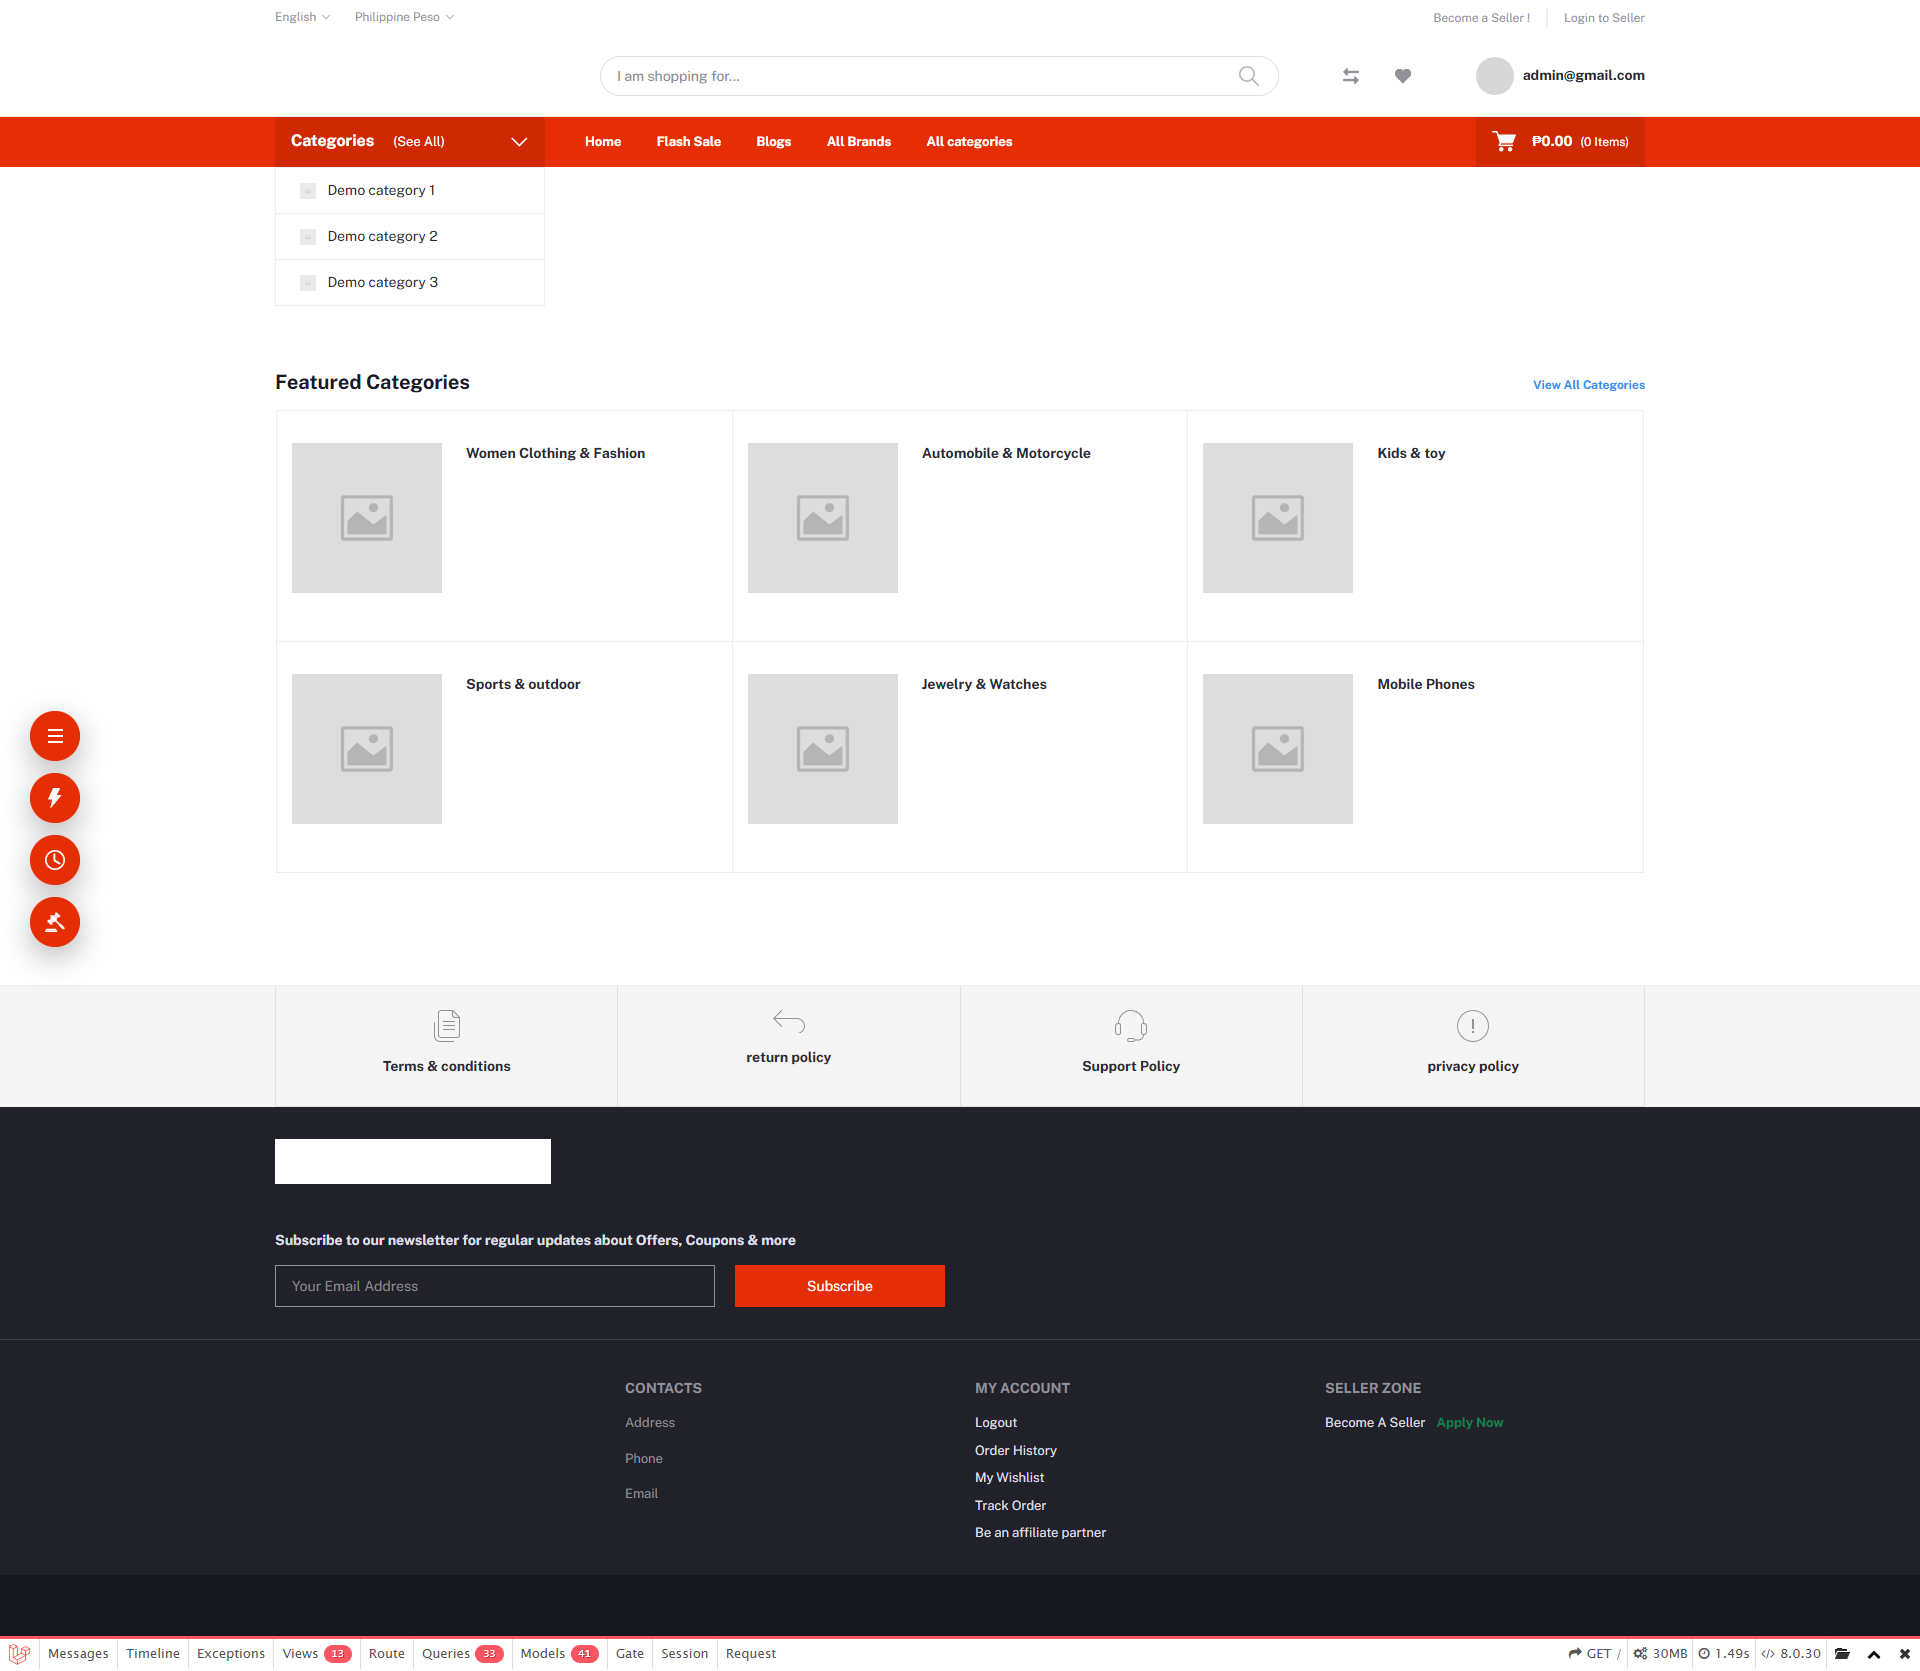 English Philippine Peso Become a Seller ! Login to Seller
I am shopping for... admin@gmail.com
Categories (See All) Home Flash Sale Blogs All Brands All categories ₱0.00 (0 Items)
Demo category 1
Demo category 2
Demo category 3
Featured Categories View All Categories
Women Clothing & Fashion Automobile & Motorcycle Kids & toy
Sports & outdoor Jewelry & Watches Mobile Phones
Terms & conditions return policy Support Policy privacy policy
Subscribe to our newsletter for regular updates about Offers, Coupons & more
Your Email Address Subscribe
CONTACTS MY ACCOUNT SELLER ZONE
Address Logout Become A Seller Apply Now
Order History
Phone
My Wishlist
Email
Track Order
Be an affiliate partner
Messages Timeline Exceptions Views 13 Route Queries 33 Models 41 Gate Session Request GET / 30MB 1.49s 8.0.30